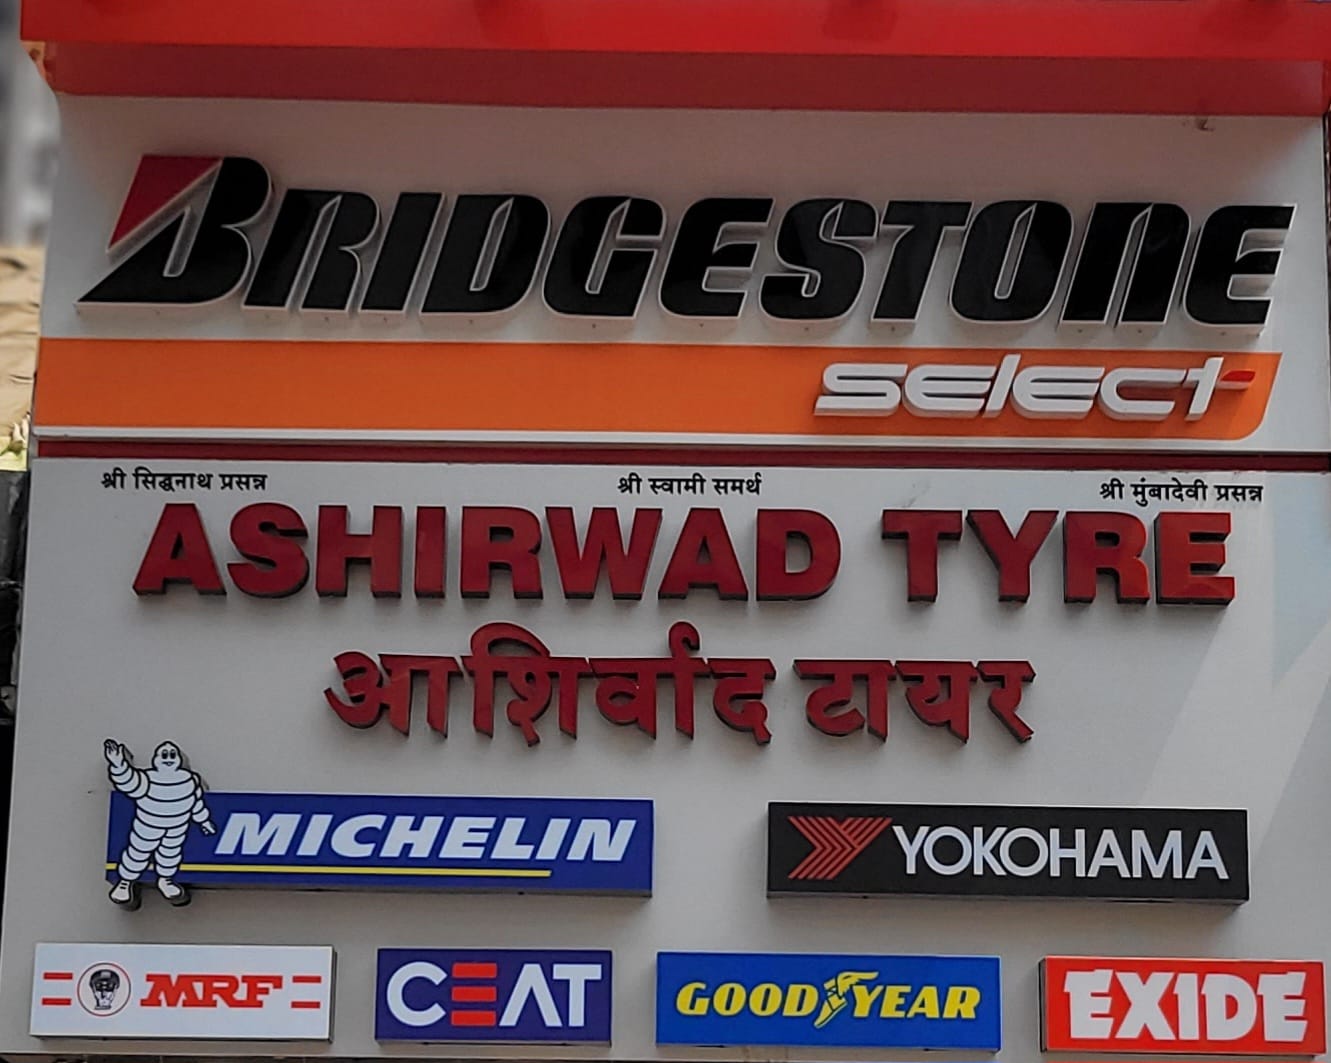 BRIDGESTONE
select
श्री सिद्धनाथ प्रसन्न श्री स्वामी समर्थ श्री मुंबादेवी प्रसन्न
ASHIRWAD TYRE
आशिर्वाद टायर
MICHELIN YOKOHAMA
MRF CEAT GOODYEAR EXIDE